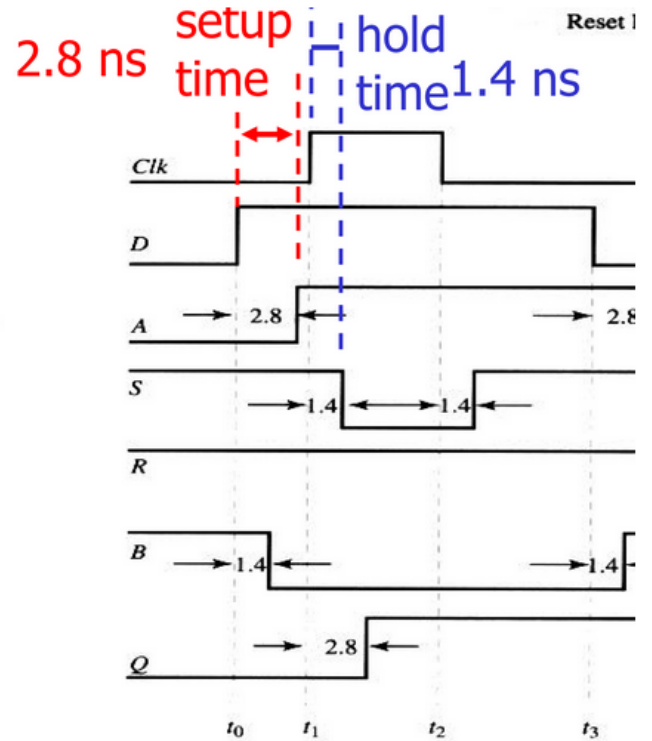 Reset
setup
hold
2.8 ns
time
time 1.4 ns
Clk
D
A
2.8
2.8
S
1.4
1.4
R
B
1.4
1.4
Q
2.8
t0
t1
t2
t3